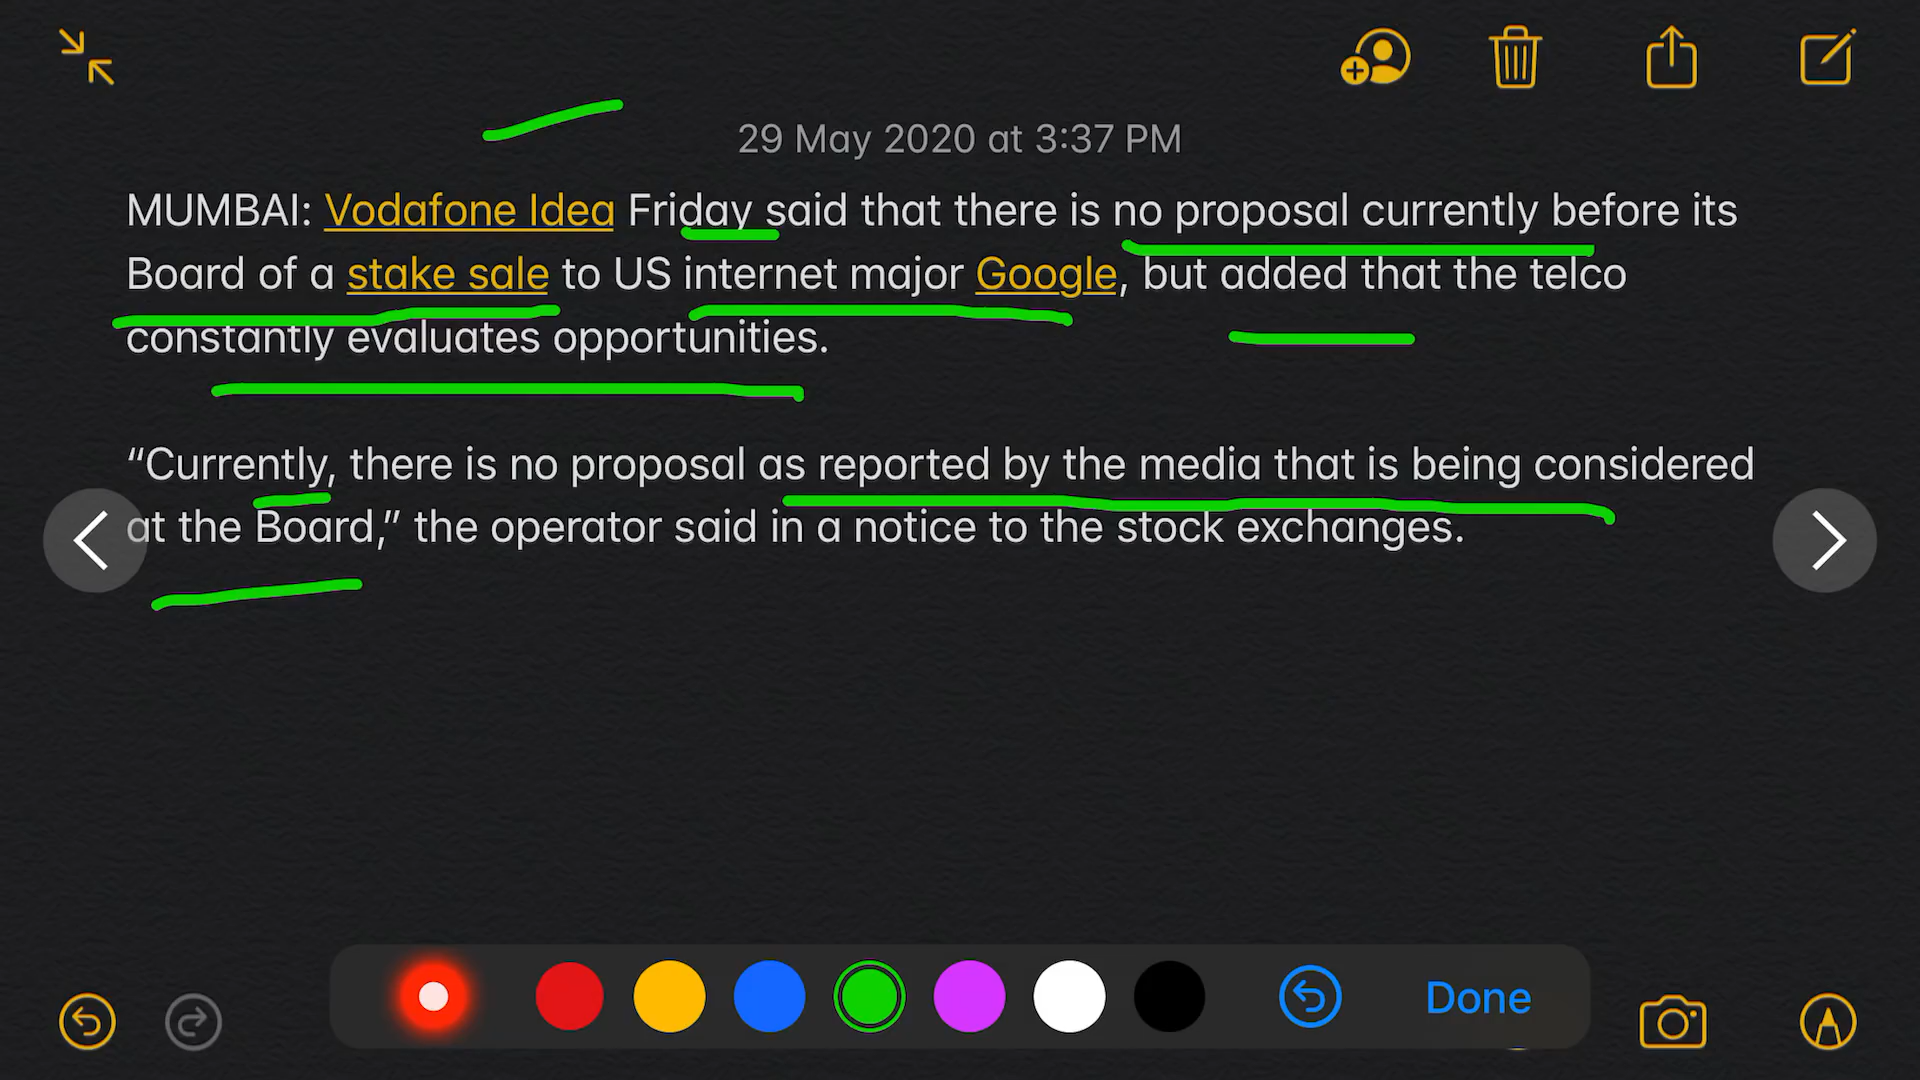 29 May 2020 at 3:37 PM
MUMBAI: Vodafone Idea Friday said that there is no proposal currently before its
Board of a stake sale to US internet major Google, but added that the telco
constantly evaluates opportunities.
“Currently, there is no proposal as reported by the media that is being considered
at the Board,” the operator said in a notice to the stock exchanges.
Done